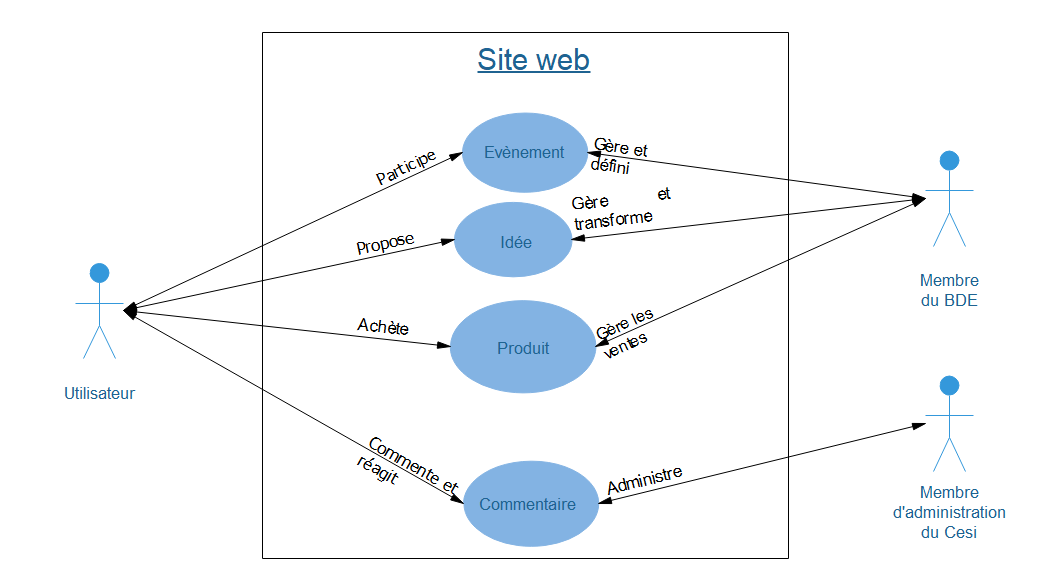 Site web
Participe
Evènement
Gère et
défini
Propose
Idée
Gère et
transforme
Achète
Produit
Gère les
ventes
Commente et
réagit
Commentaire
Administre
Utilisateur
Membre
du BDE
Membre
d'administration
du Cesi